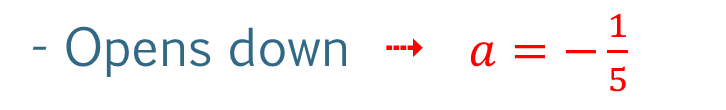 - Opens down ⇢ a = −1/5